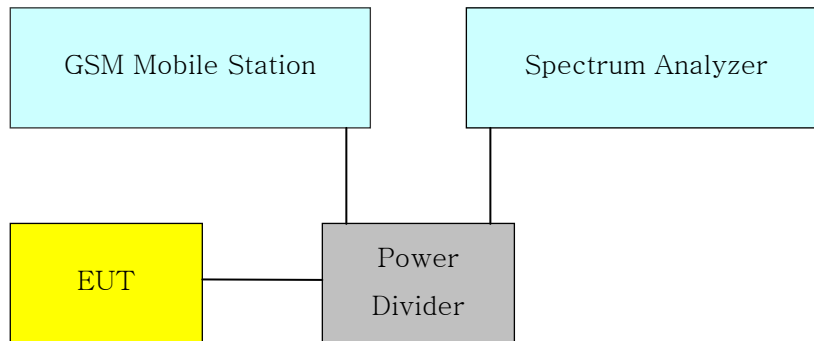 GSM Mobile Station
Spectrum Analyzer
EUT
Power
Divider